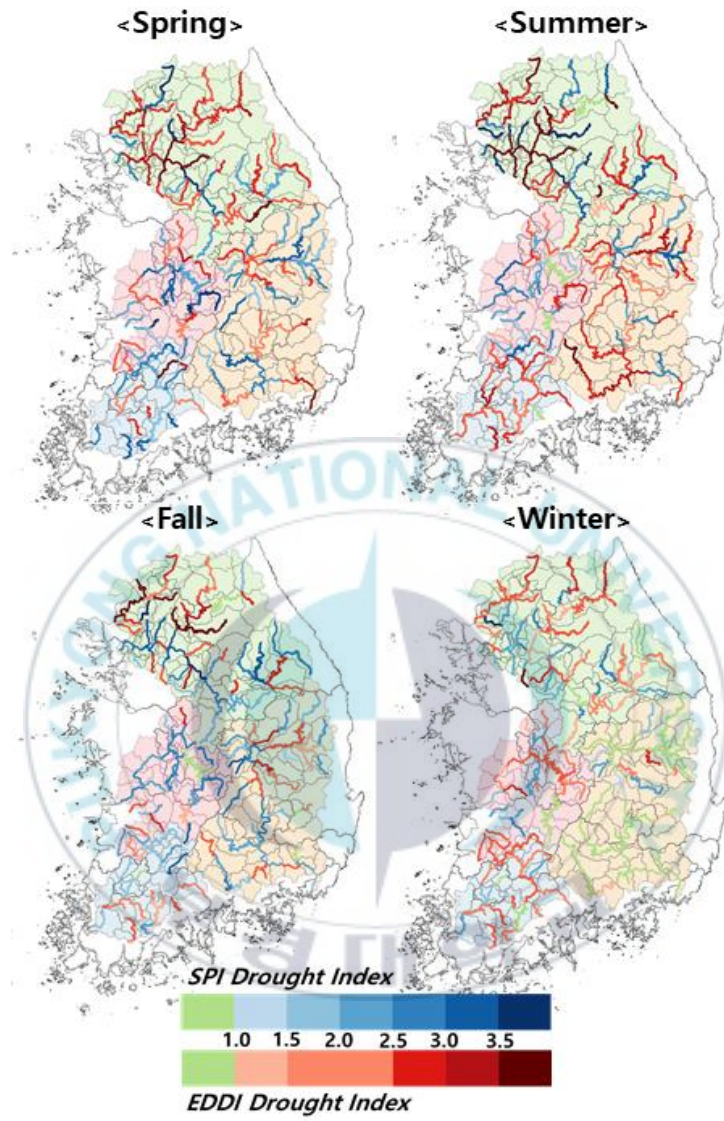 <Spring>
<Summer>
<Fall>
<Winter>
SPI Drought Index
1.0 1.5 2.0 2.5 3.0 3.5
EDDI Drought Index